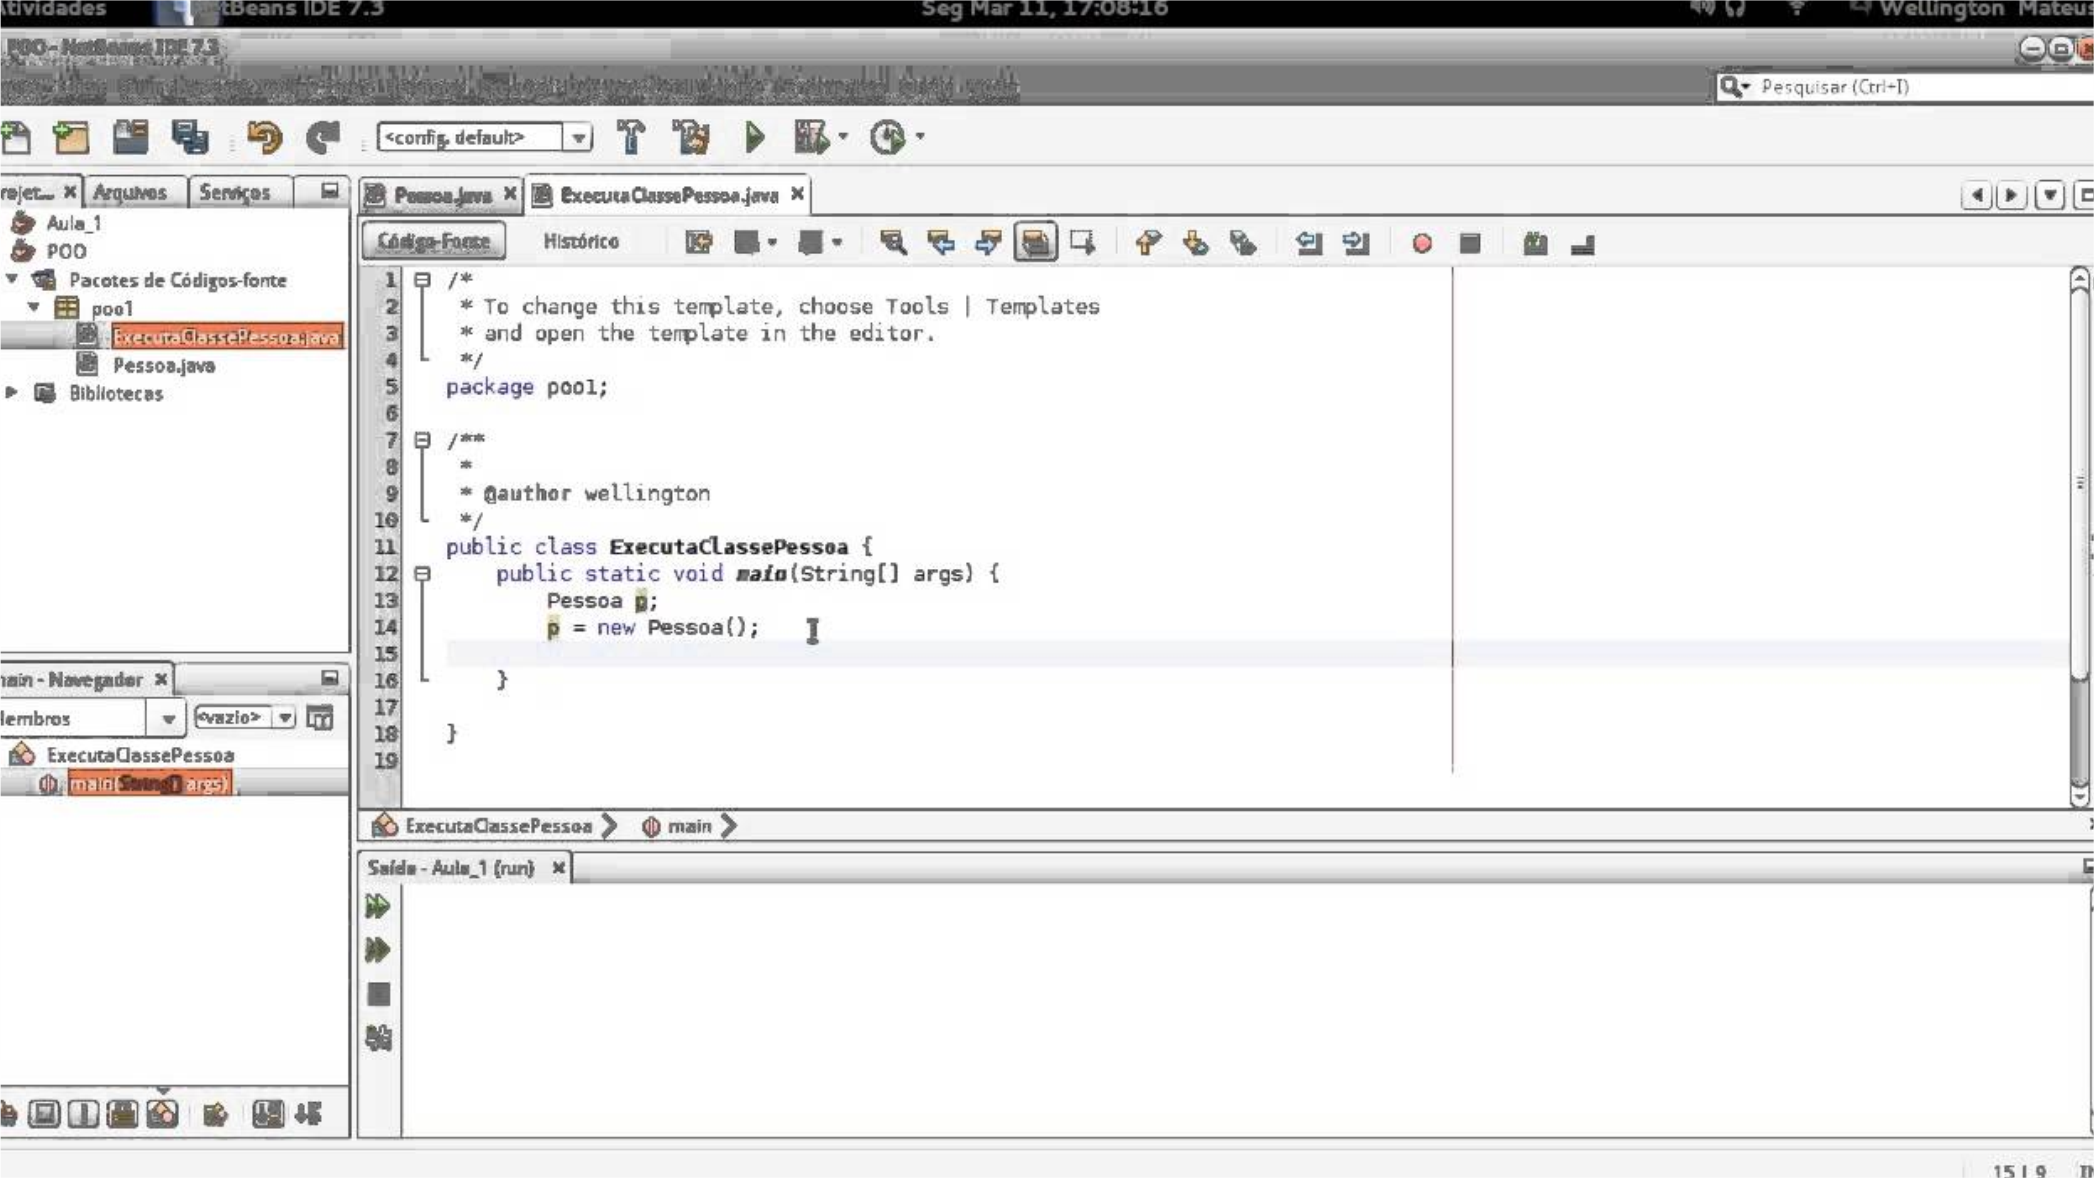 tividades
tBeans IDE 7.3
Seg Mar 11, 17:08:16
Wellington Mateus
POO - NetBeans IDE 7.3
Pesquisar (Ctrl+I)
<config. default>
rojet... Arquivos Serviços
Pessoa.java ExecutaClassePessoa.java
Aula_1
POO
Pacotes de Códigos-fonte
poo1
ExecutaClassePessoa.java
Pessoa.java
Bibliotecas
Código-Fonte Histórico
1 /*
2 * To change this template, choose Tools | Templates
3 * and open the template in the editor.
4 */
5 package poo1;
6
7 /**
8 *
9 * @author wellington
10 */
11 public class ExecutaClassePessoa {
12 public static void main(String[] args) {
13 Pessoa p;
14 p = new Pessoa();
15
16 }
17
18 }
19
main - Navegador
embros <vazio>
ExecutaClassePessoa
main(String[] args)
ExecutaClassePessoa main
Saída - Aula_1 (run)
15 | 9